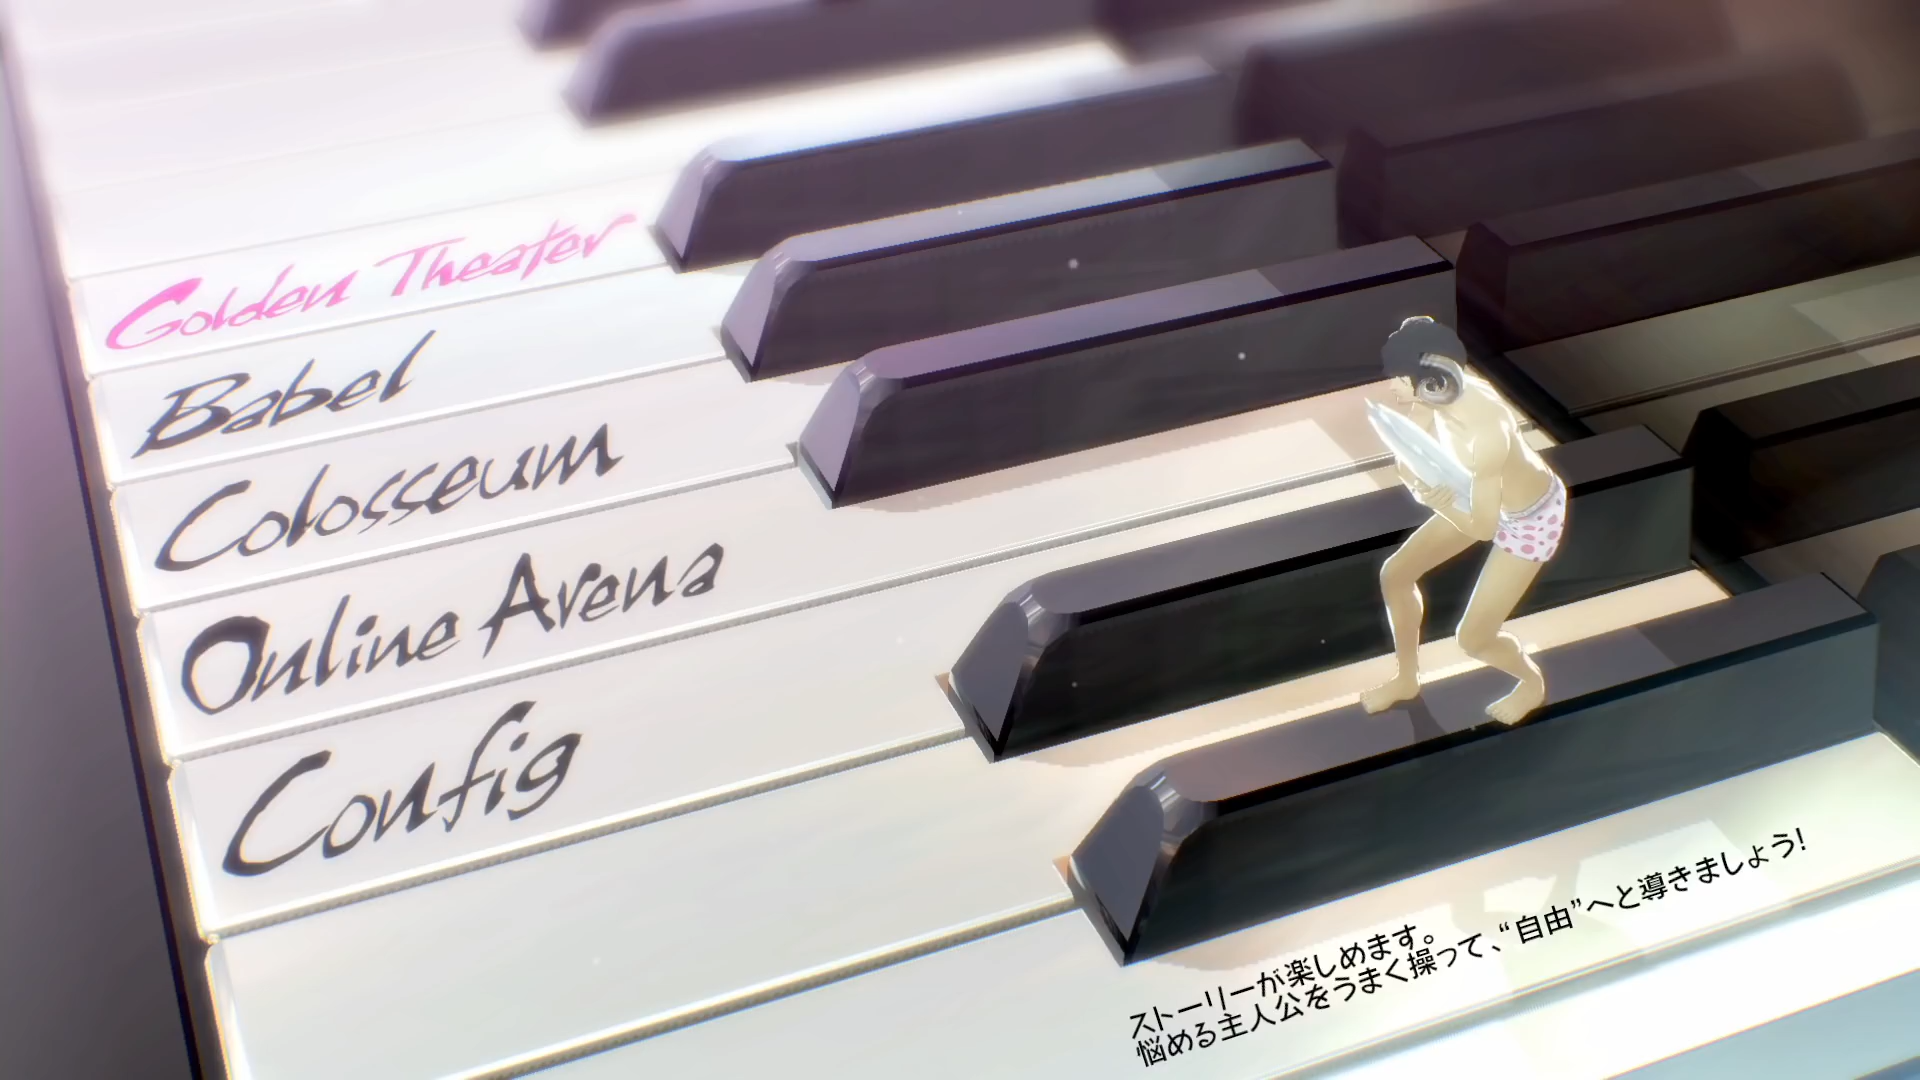 Golden Theater
Babel
Colosseum
Online Arena
Config
ストーリーが楽しめます。
悩める主人公をうまく操って、“自由”へと導きましょう！